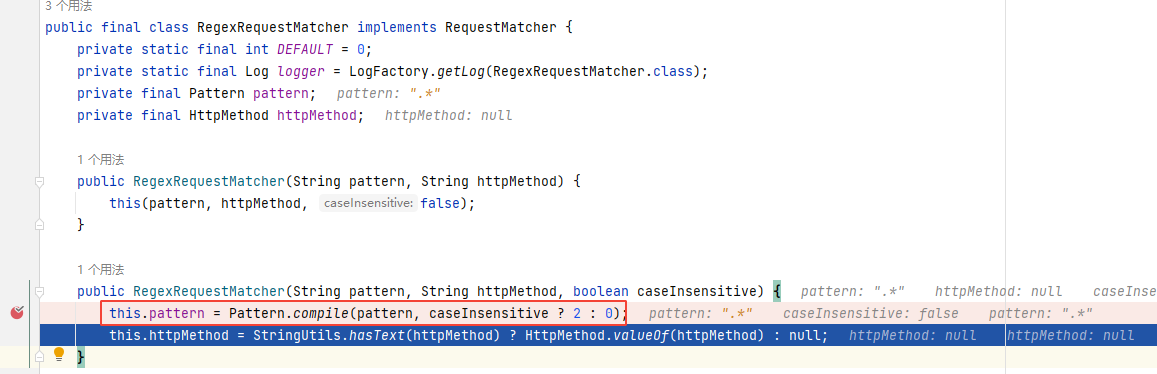 3 个用法
public final class RegexRequestMatcher implements RequestMatcher {
private static final int DEFAULT = 0;
private static final Log logger = LogFactory.getLog(RegexRequestMatcher.class);
private final Pattern pattern; pattern: ".*"
private final HttpMethod httpMethod; httpMethod: null
1 个用法
public RegexRequestMatcher(String pattern, String httpMethod) {
this(pattern, httpMethod, caseInsensitive: false);
}
1 个用法
public RegexRequestMatcher(String pattern, String httpMethod, boolean caseInsensitive) { pattern: ".*" httpMethod: null caseInse
this.pattern = Pattern.compile(pattern, caseInsensitive ? 2 : 0); pattern: ".*" caseInsensitive: false pattern: ".*"
this.httpMethod = StringUtils.hasText(httpMethod) ? HttpMethod.valueOf(httpMethod) : null; httpMethod: null httpMethod: null
}